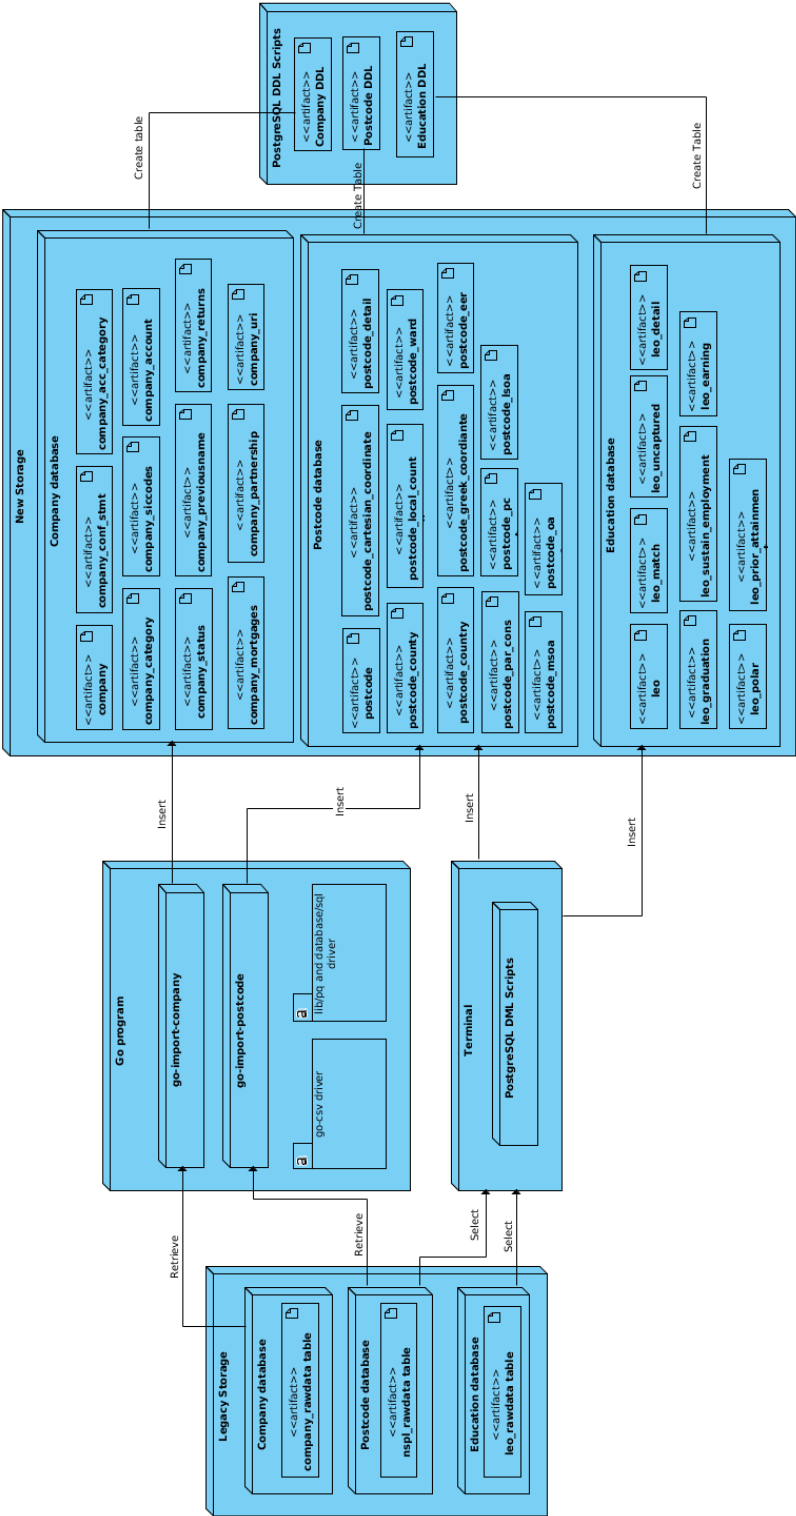 Legacy Storage
Company database
<<artifact>>
company_rawdata table
Postcode database
<<artifact>>
nspl_rawdata table
Education database
<<artifact>>
leo_rawdata table
Retrieve
Retrieve
Select
Select
Go program
go-import-company
go-import-postcode
go-csv driver
a
lib/pq and database/sql
driver
a
Terminal
PostgreSQL DML Scripts
Insert
Insert
Insert
Insert
New Storage
Company database
<<artifact>>
company
<<artifact>>
company_conf_stmt
<<artifact>>
company_acc_category
<<artifact>>
company_category
<<artifact>>
company_siccodes
<<artifact>>
company_account
<<artifact>>
company_status
<<artifact>>
company_previousname
<<artifact>>
company_returns
<<artifact>>
company_mortgages
<<artifact>>
company_partnership
<<artifact>>
company_uri
Postcode database
<<artifact>>
postcode
<<artifact>>
postcode_cartesian_coordinate
<<artifact>>
postcode_detail
<<artifact>>
postcode_county
<<artifact>>
postcode_local_count
<<artifact>>
postcode_ward
<<artifact>>
postcode_country
<<artifact>>
postcode_greek_coordiante
<<artifact>>
postcode_eer
<<artifact>>
postcode_par_cons
<<artifact>>
postcode_pc
<<artifact>>
postcode_lsoa
<<artifact>>
postcode_msoa
<<artifact>>
postcode_oa
Education database
<<artifact>>
leo
<<artifact>>
leo_match
<<artifact>>
leo_uncaptured
<<artifact>>
leo_detail
<<artifact>>
leo_graduation
<<artifact>>
leo_sustain_employment
<<artifact>>
leo_earning
<<artifact>>
leo_polar
<<artifact>>
leo_prior_attainmen
Create table
Create Table
Create Table
PostgreSQL DDL Scripts
<<artifact>>
Company DDL
<<artifact>>
Postcode DDL
<<artifact>>
Education DDL